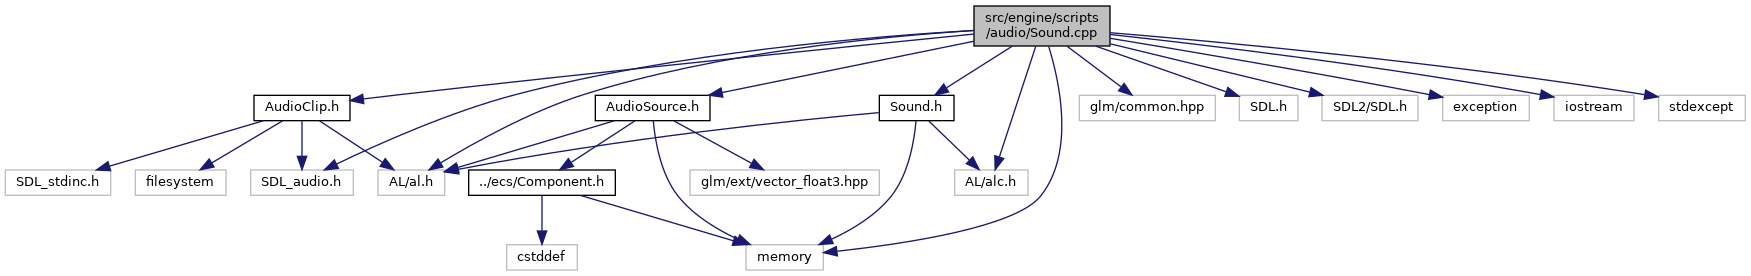 src/engine/scripts
/audio/Sound.cpp
AudioClip.h
AudioSource.h
Sound.h
glm/common.hpp
SDL.h
SDL2/SDL.h
exception
iostream
stdexcept
SDL_stdinc.h
filesystem
SDL_audio.h
AL/al.h
../ecs/Component.h
glm/ext/vector_float3.hpp
AL/alc.h
cstddef
memory